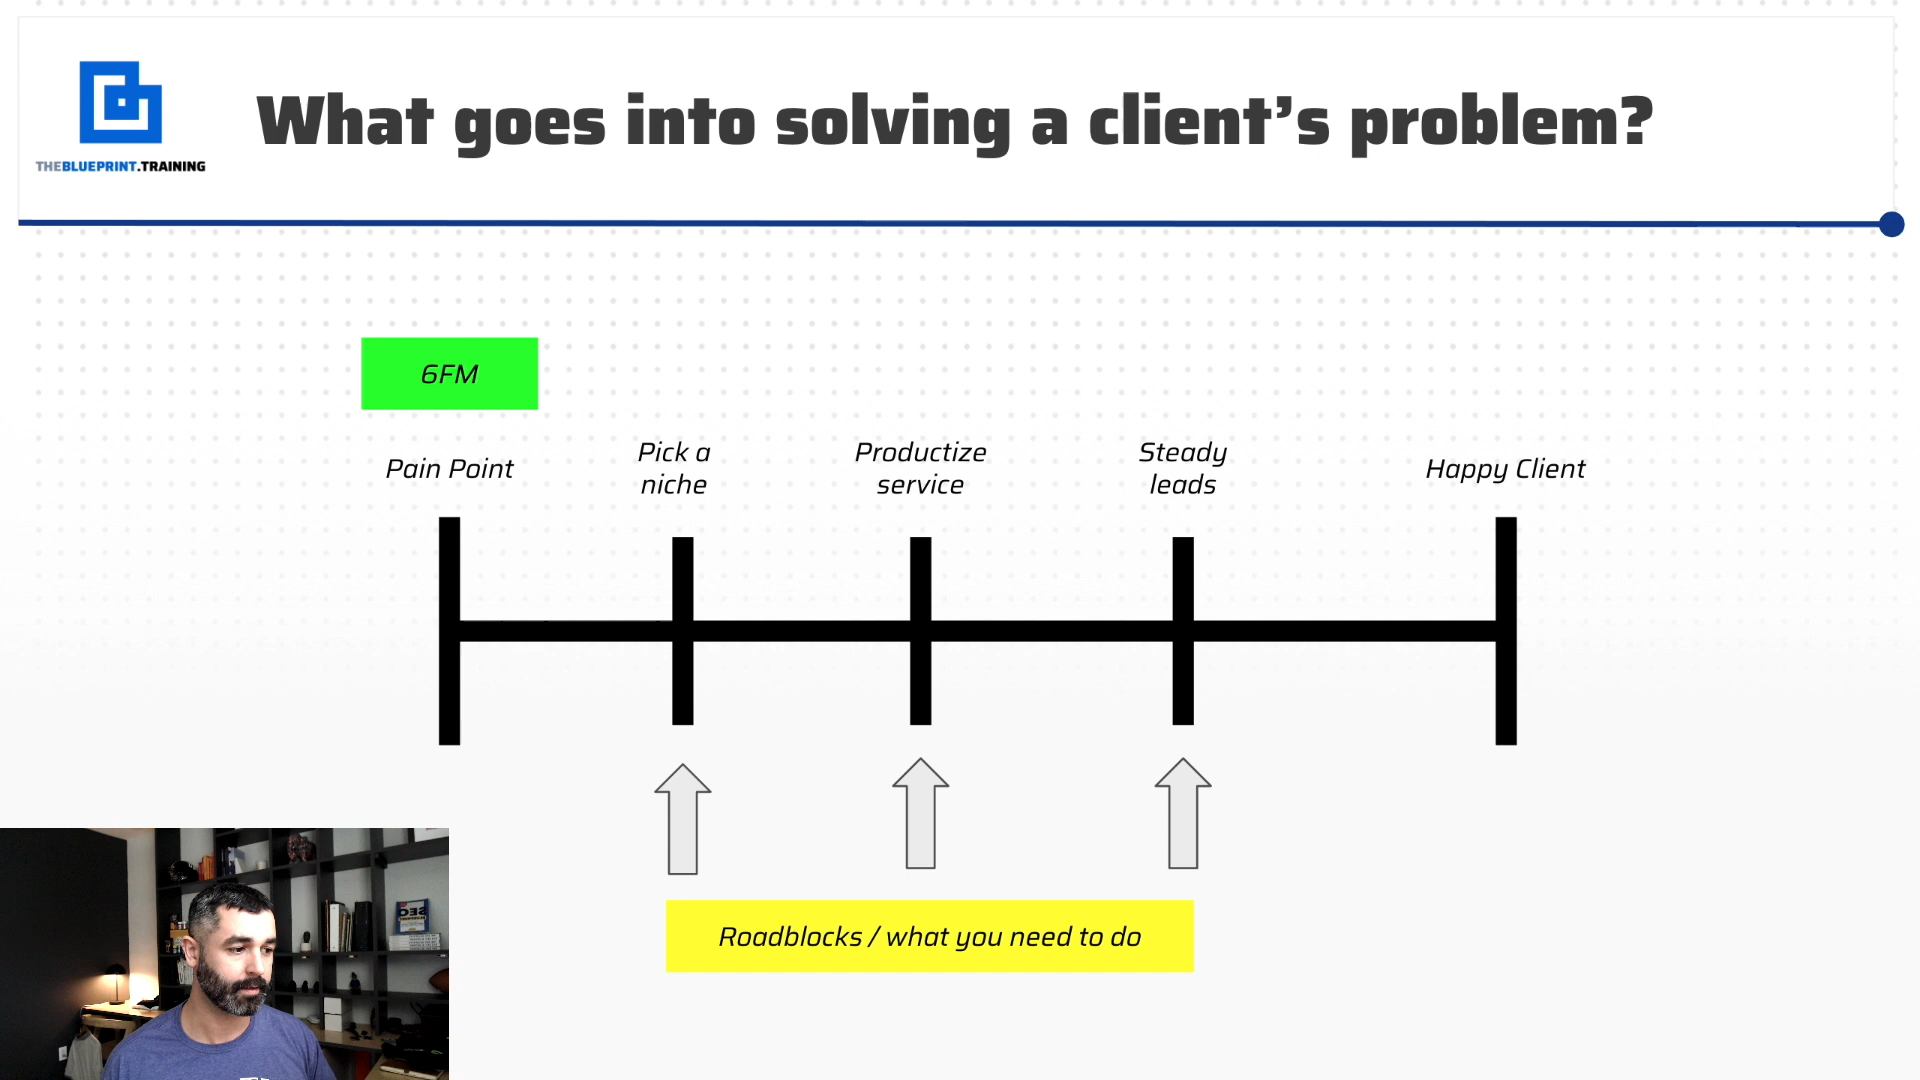 What goes into solving a client’s problem?
THEBLUEPRINT.TRAINING
6FM
Pain Point
Pick a
niche
Productize
service
Steady
leads
Happy Client
Roadblocks / what you need to do
SEO